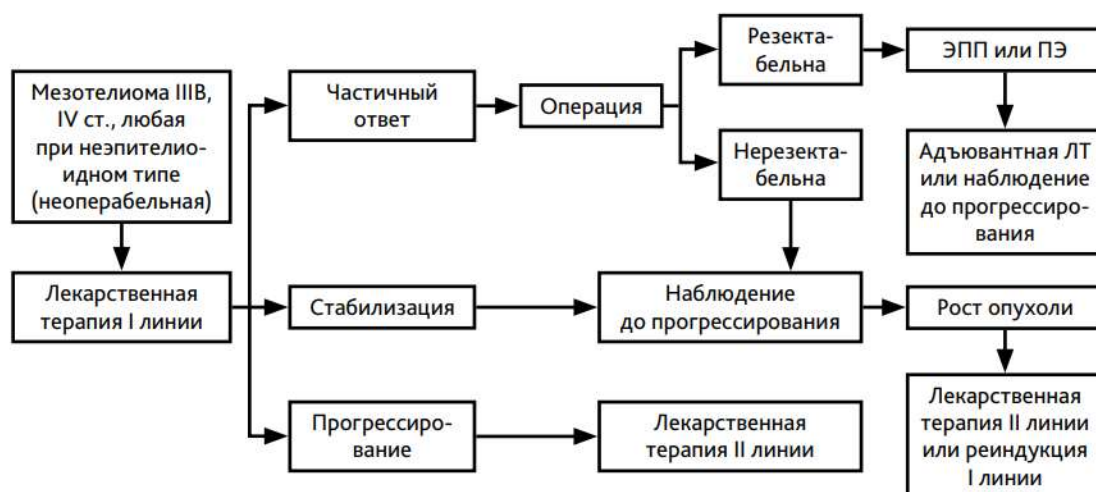 Мезотелиома IIIB,
IV ст., любая
при неэпителио-
идном типе
(неоперабельная)
Лекарственная
терапия I линии
Частичный
ответ
Операция
Резекта-
бельна
ЭПП или ПЭ
Адъювантная ЛТ
или наблюдение
до прогрессиро-
вания
Нерезекта-
бельна
Стабилизация
Наблюдение
до прогрессирования
Рост опухоли
Лекарственная
терапия II линии
или реиндукция
I линии
Прогрессиро-
вание
Лекарственная
терапия II линии